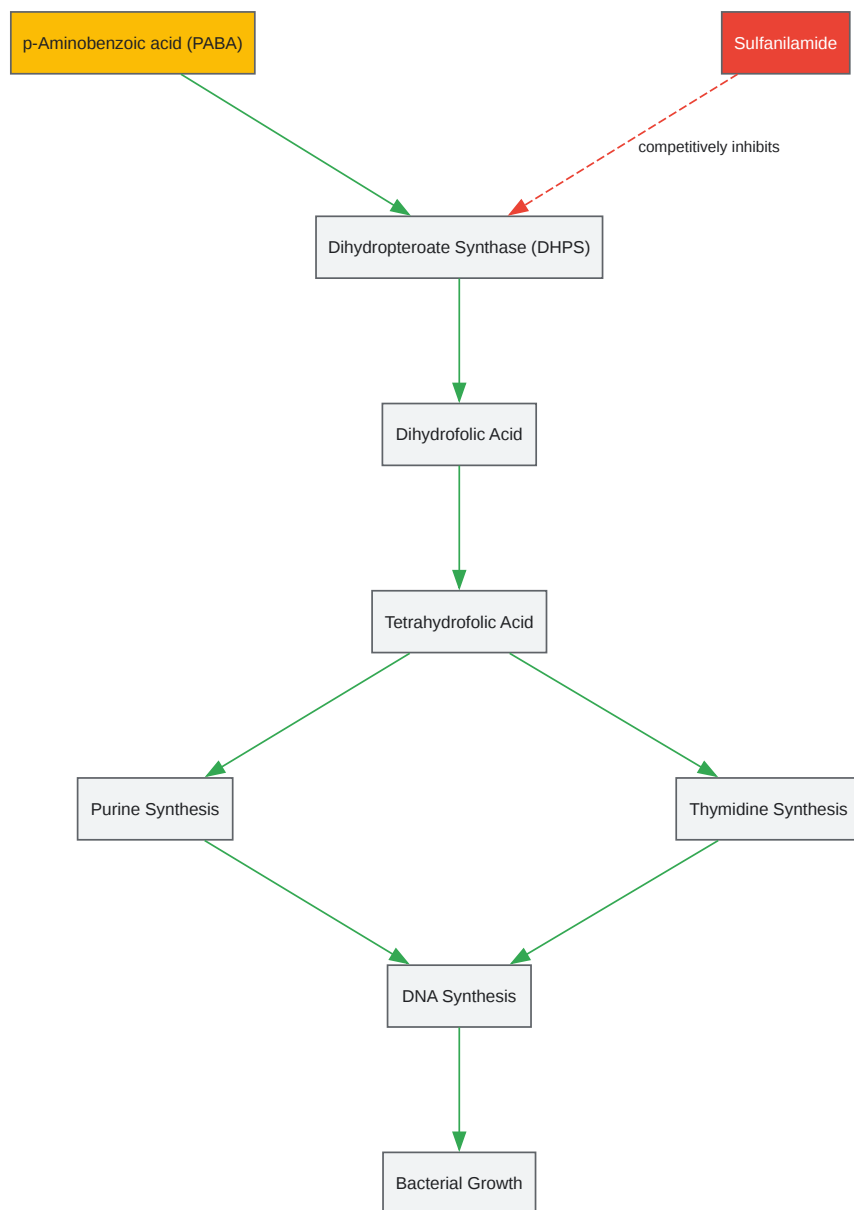 p-Aminobenzoic acid (PABA)
Sulfanilamide
competitively inhibits
Dihydropteroate Synthase (DHPS)
Dihydrofolic Acid
Tetrahydrofolic Acid
Purine Synthesis
Thymidine Synthesis
DNA Synthesis
Bacterial Growth